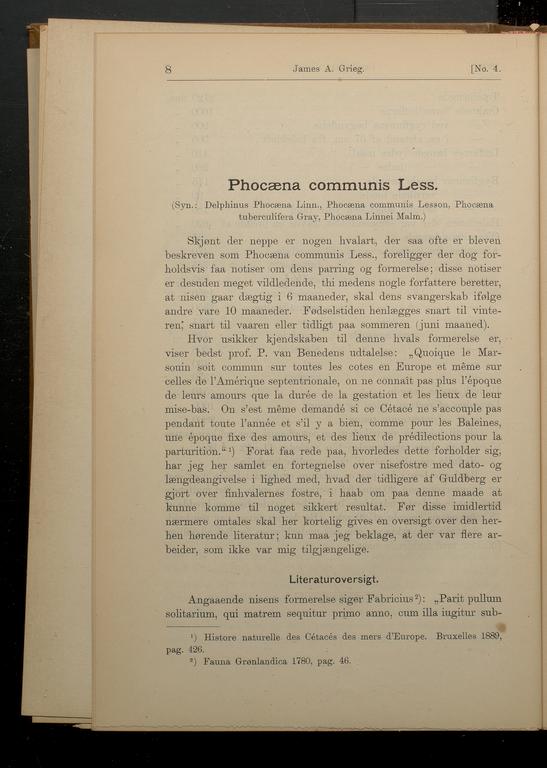 8 James A. Grieg. [No. 4.
Phocæna communis Less.
(Syn.: Delphinus Phocæna Linn., Phocæna communis Lesson, Phocæna
tuberculifera Gray, Phocæna Linnei Malm.)
Skjønt der neppe er nogen hvalart, der saa ofte er bleven
beskreven som Phocæna communis Less., foreligger der dog for-
holdsvis faa notiser om dens parring og formerelse; disse notiser
er desuden meget vildledende, thi medens nogle forfattere beretter,
at nisen gaar drægtig i 6 maaneder, skal dens svangerskab ifølge
andre vare 10 maaneder. Fødselstiden henlægges snart til vinte-
ren, snart til vaaren eller tidligt paa sommeren (juni maaned).
Hvor usikker kjendskaben til denne hvals formerelse er,
viser bedst prof. P. van Benedens udtalelse: „Quoique le Mar-
souin soit commun sur toutes les cotes en Europe et même sur
celles de l'Amérique septentrionale, on ne connait pas plus l'époque
de leurs amours que la durée de la gestation et les lieux de leur
mise-bas. On s'est même demandé si ce Cétacé ne s'accouple pas
pendant toute l'année et s'il y a bien, comme pour les Baleines,
une époque fixe des amours, et des lieux de prédilections pour la
parturition.“ ¹) Forat faa rede paa, hvorledes dette forholder sig,
har jeg her samlet en fortegnelse over nisefostre med dato- og
længdeangivelse i lighed med, hvad der tidligere af Guldberg er
gjort over finhvalernes fostre, i haab om paa denne maade at
kunne komme til noget sikkert resultat. Før disse imidlertid
nærmere omtales skal her kortelig gives en oversigt over den her-
hen hørende literatur; kun maa jeg beklage, at der var flere ar-
beider, som ikke var mig tilgjængelige.
Literaturoversigt.
Angaaende nisens formerelse siger Fabricius ²): „Parit pullum
solitarium, qui matrem sequitur primo anno, cum illa iugitur sub-
¹) Histore naturelle des Cétacés des mers d'Europe. Bruxelles 1889,
pag. 426.
²) Fauna Grønlandica 1780, pag. 46.